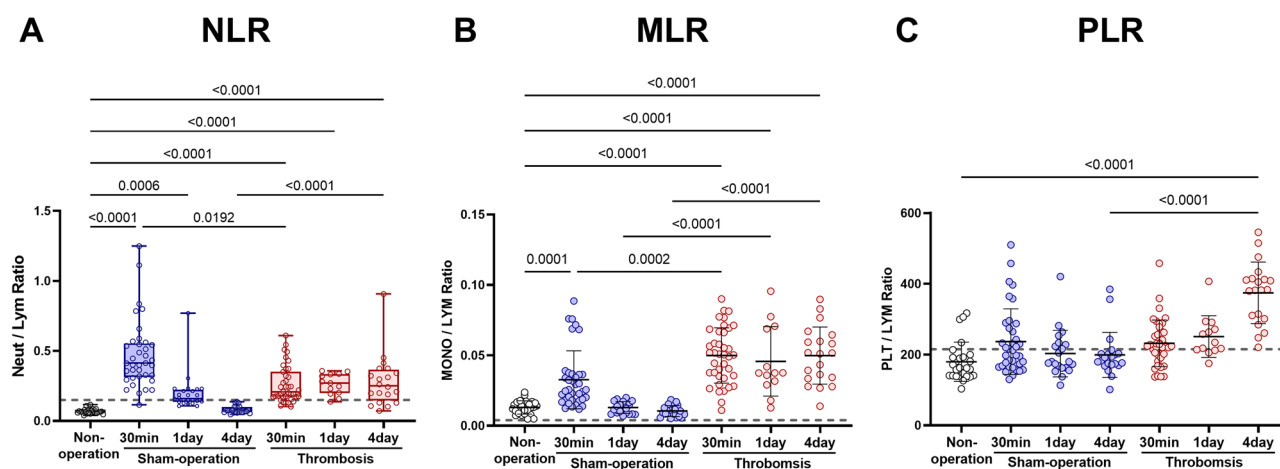 A
NLR
<0.0001
<0.0001
<0.0001
0.0006
<0.0001
<0.0001
0.0192
Neut / Lym Ratio
1.5
1.0
0.5
0.0
Non-
operation
30min
1day
4day
30min
1day
4day
Sham-operation
Thrombosis
B
MLR
<0.0001
<0.0001
<0.0001
<0.0001
<0.0001
0.0001
0.0002
MONO / LYM Ratio
0.15
0.10
0.05
0.00
Non-
operation
30min
1day
4day
30min
1day
4day
Sham-operation
Throbomsis
C
PLR
<0.0001
<0.0001
PLT / LYM Ratio
600
400
200
0
Non-
operation
30min
1day
4day
30min
1day
4day
Sham-operation
Throbomsis